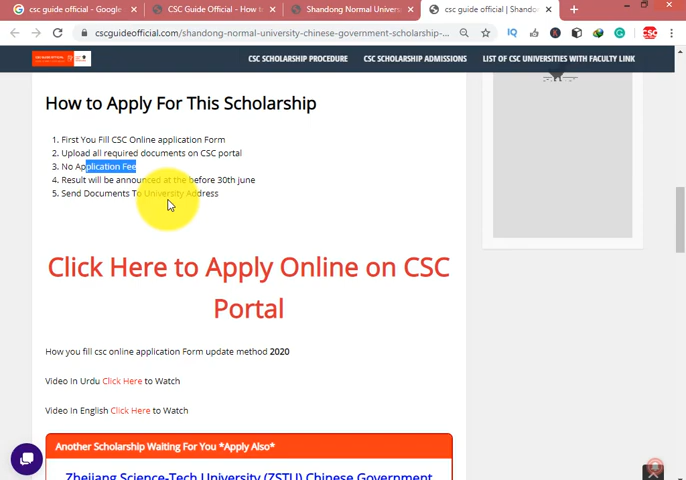 csc guide official - Google
CSC Guide Official - How t
Shandong Normal Univers
csc guide official | Shando
cscguideofficial.com/shandong-normal-university-chinese-government-scholarship-...
CSC SCHOLARSHIP PROCEDURE
CSC SCHOLARSHIP ADMISSIONS
LIST OF CSC UNIVERSITIES WITH FACULTY LINK
How to Apply For This Scholarship
1. First You Fill CSC Online application Form
2. Upload all required documents on CSC portal
3. No Application Fee
4. Result will be announced at the before 30th june
5. Send Documents To University Address
Click Here to Apply Online on CSC
Portal
How you fill csc online application Form update method 2020
Video In Urdu Click Here to Watch
Video In English Click Here to Watch
Another Scholarship Waiting For You *Apply Also*
Zhejiang Science-Tech University (ZSTU) Chinese Government